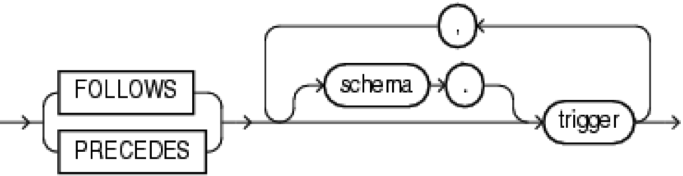 ,
FOLLOWS
schema .
trigger
PRECEDES